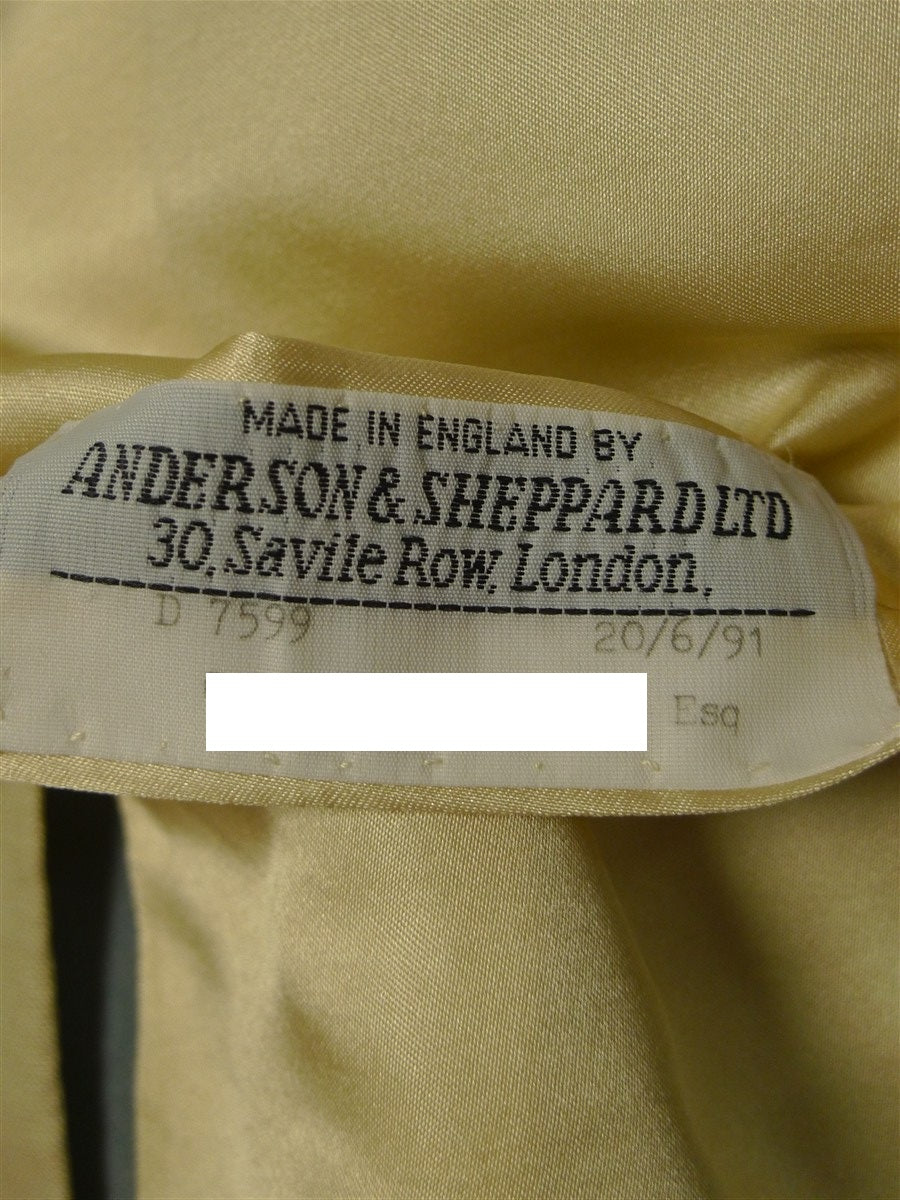 MADE IN ENGLAND BY
ANDERSON & SHEPPARD LTD
30, Savile Row, London,
D 7599 20/6/91
Esq